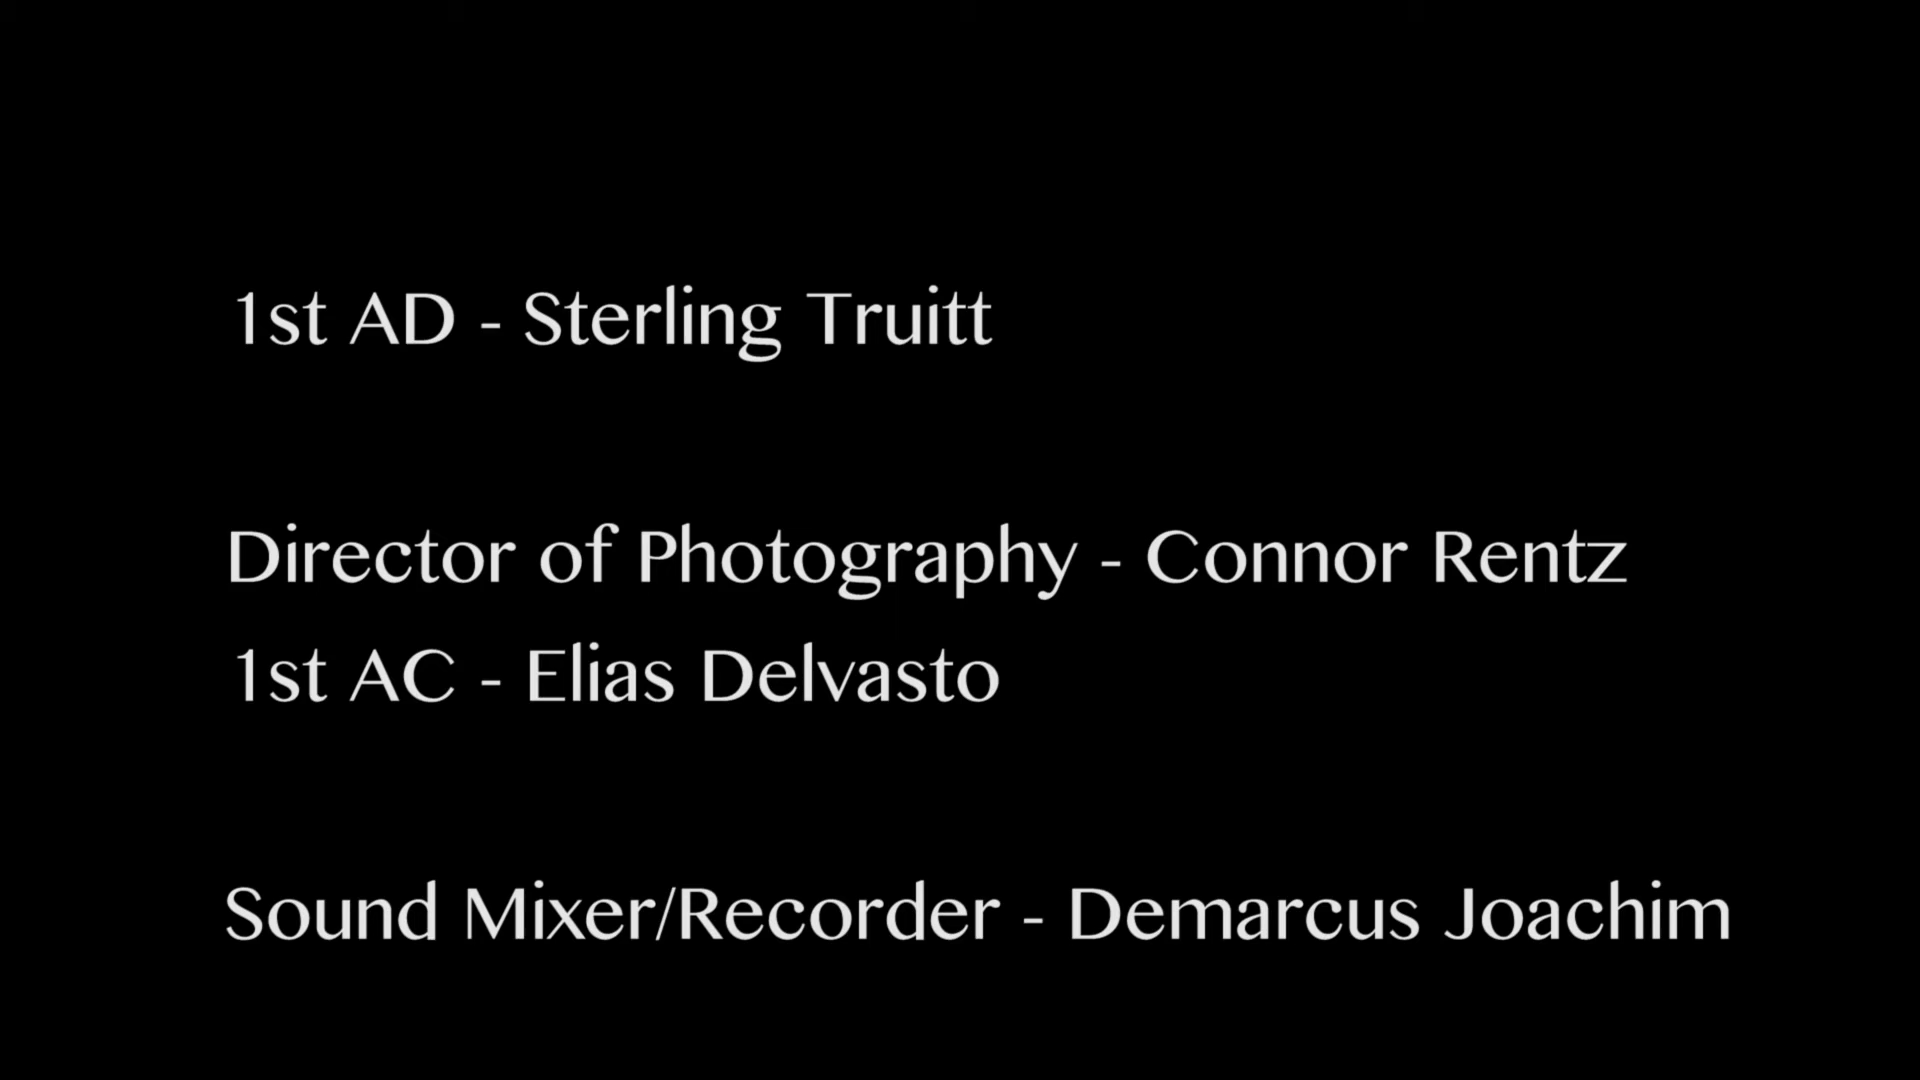 1st AD - Sterling Truitt
Director of Photography - Connor Rentz
1st AC - Elias Delvasto
Sound Mixer/Recorder - Demarcus Joachim